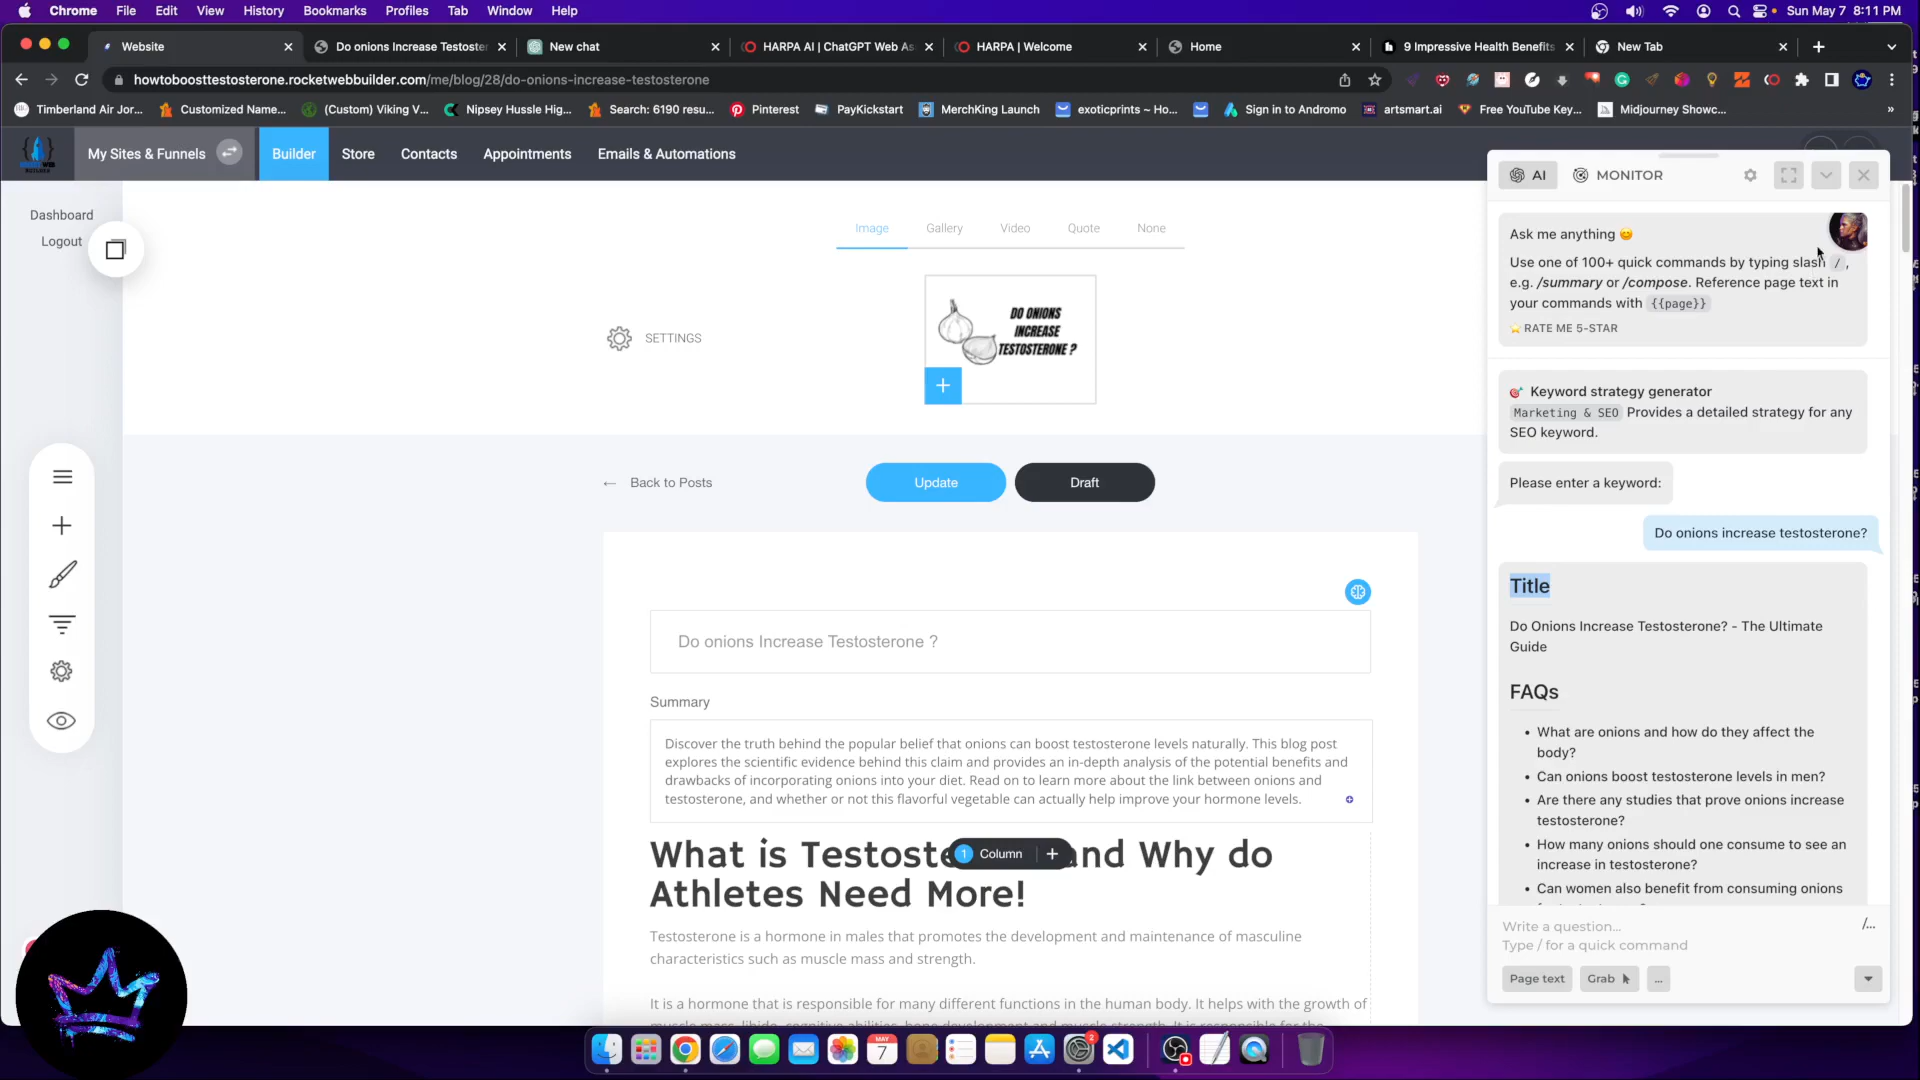 Chrome File Edit View History Bookmarks Profiles Tab Window Help Sun May 7 8:11 PM
Website Do onions Increase Testoste New chat HARPA AI | ChatGPT Web As HARPA | Welcome Home 9 Impressive Health Benefits New Tab
howtoboosttestosterone.rocketwebbuilder.com/me/blog/28/do-onions-increase-testosterone
Timberland Air Jor... Customized Name... (Custom) Viking V... Nipsey Hussle Hig... Search: 6190 resu... Pinterest PayKickstart MerchKing Launch exoticprints ~ Ho... Sign in to Andromo artsmart.ai Free YouTube Key... Midjourney Showc... »
My Sites & Funnels Builder Store Contacts Appointments Emails & Automations
Dashboard
Logout
Image Gallery Video Quote None
SETTINGS
DO ONIONS
INCREASE
TESTOSTERONE ?
← Back to Posts Update Draft
Do onions Increase Testosterone ?
Summary
Discover the truth behind the popular belief that onions can boost testosterone levels naturally. This blog post
explores the scientific evidence behind this claim and provides an in-depth analysis of the potential benefits and
drawbacks of incorporating onions into your diet. Read on to learn more about the link between onions and
testosterone, and whether or not this flavorful vegetable can actually help improve your hormone levels.
1 Column +
What is Testoste nd Why do
Athletes Need More!
Testosterone is a hormone in males that promotes the development and maintenance of masculine
characteristics such as muscle mass and strength.
It is a hormone that is responsible for many different functions in the human body. It helps with the growth of
AI MONITOR
Ask me anything 😊
Use one of 100+ quick commands by typing slash / ,
e.g. /summary or /compose. Reference page text in
your commands with {{page}}
⭐ RATE ME 5-STAR
🎯 Keyword strategy generator
Marketing & SEO Provides a detailed strategy for any
SEO keyword.
Please enter a keyword:
Do onions increase testosterone?
Title
Do Onions Increase Testosterone? - The Ultimate
Guide
FAQs
• What are onions and how do they affect the
body?
• Can onions boost testosterone levels in men?
• Are there any studies that prove onions increase
testosterone?
• How many onions should one consume to see an
increase in testosterone?
• Can women also benefit from consuming onions
Write a question... /...
Type / for a quick command
Page text Grab ...
MAY
7
2